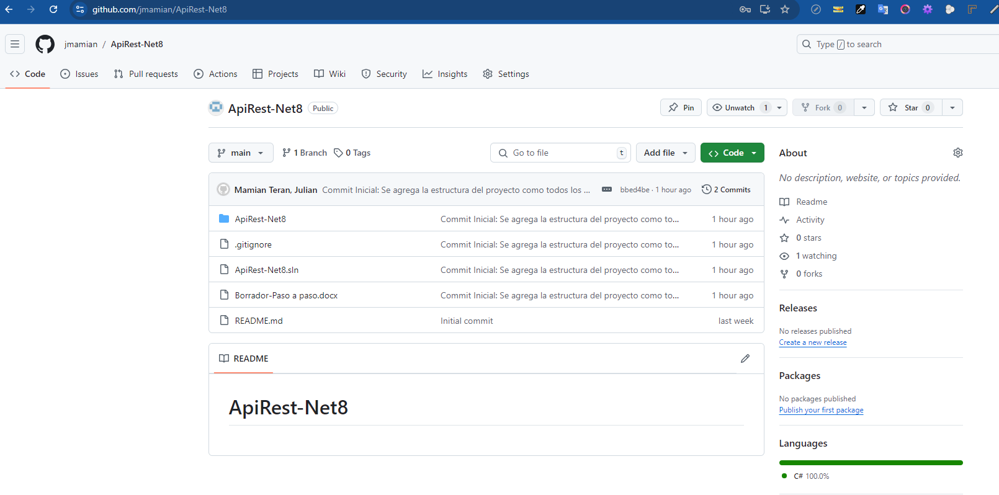 github.com/jmamian/ApiRest-Net8
jmamian / ApiRest-Net8
Type / to search
Code Issues Pull requests Actions Projects Wiki Security Insights Settings
ApiRest-Net8 Public
Pin Unwatch 1 Fork 0 Star 0
main 1 Branch 0 Tags Go to file t Add file Code
Mamian Teran, Julian Commit Inicial: Se agrega la estructura del proyecto como todos los ... bbed4be · 1 hour ago 2 Commits
ApiRest-Net8 Commit Inicial: Se agrega la estructura del proyecto como to... 1 hour ago
.gitignore Commit Inicial: Se agrega la estructura del proyecto como to... 1 hour ago
ApiRest-Net8.sln Commit Inicial: Se agrega la estructura del proyecto como to... 1 hour ago
Borrador-Paso a paso.docx Commit Inicial: Se agrega la estructura del proyecto como to... 1 hour ago
README.md Initial commit last week
README
ApiRest-Net8
About
No description, website, or topics provided.
Readme
Activity
0 stars
1 watching
0 forks
Releases
No releases published
Create a new release
Packages
No packages published
Publish your first package
Languages
C# 100.0%